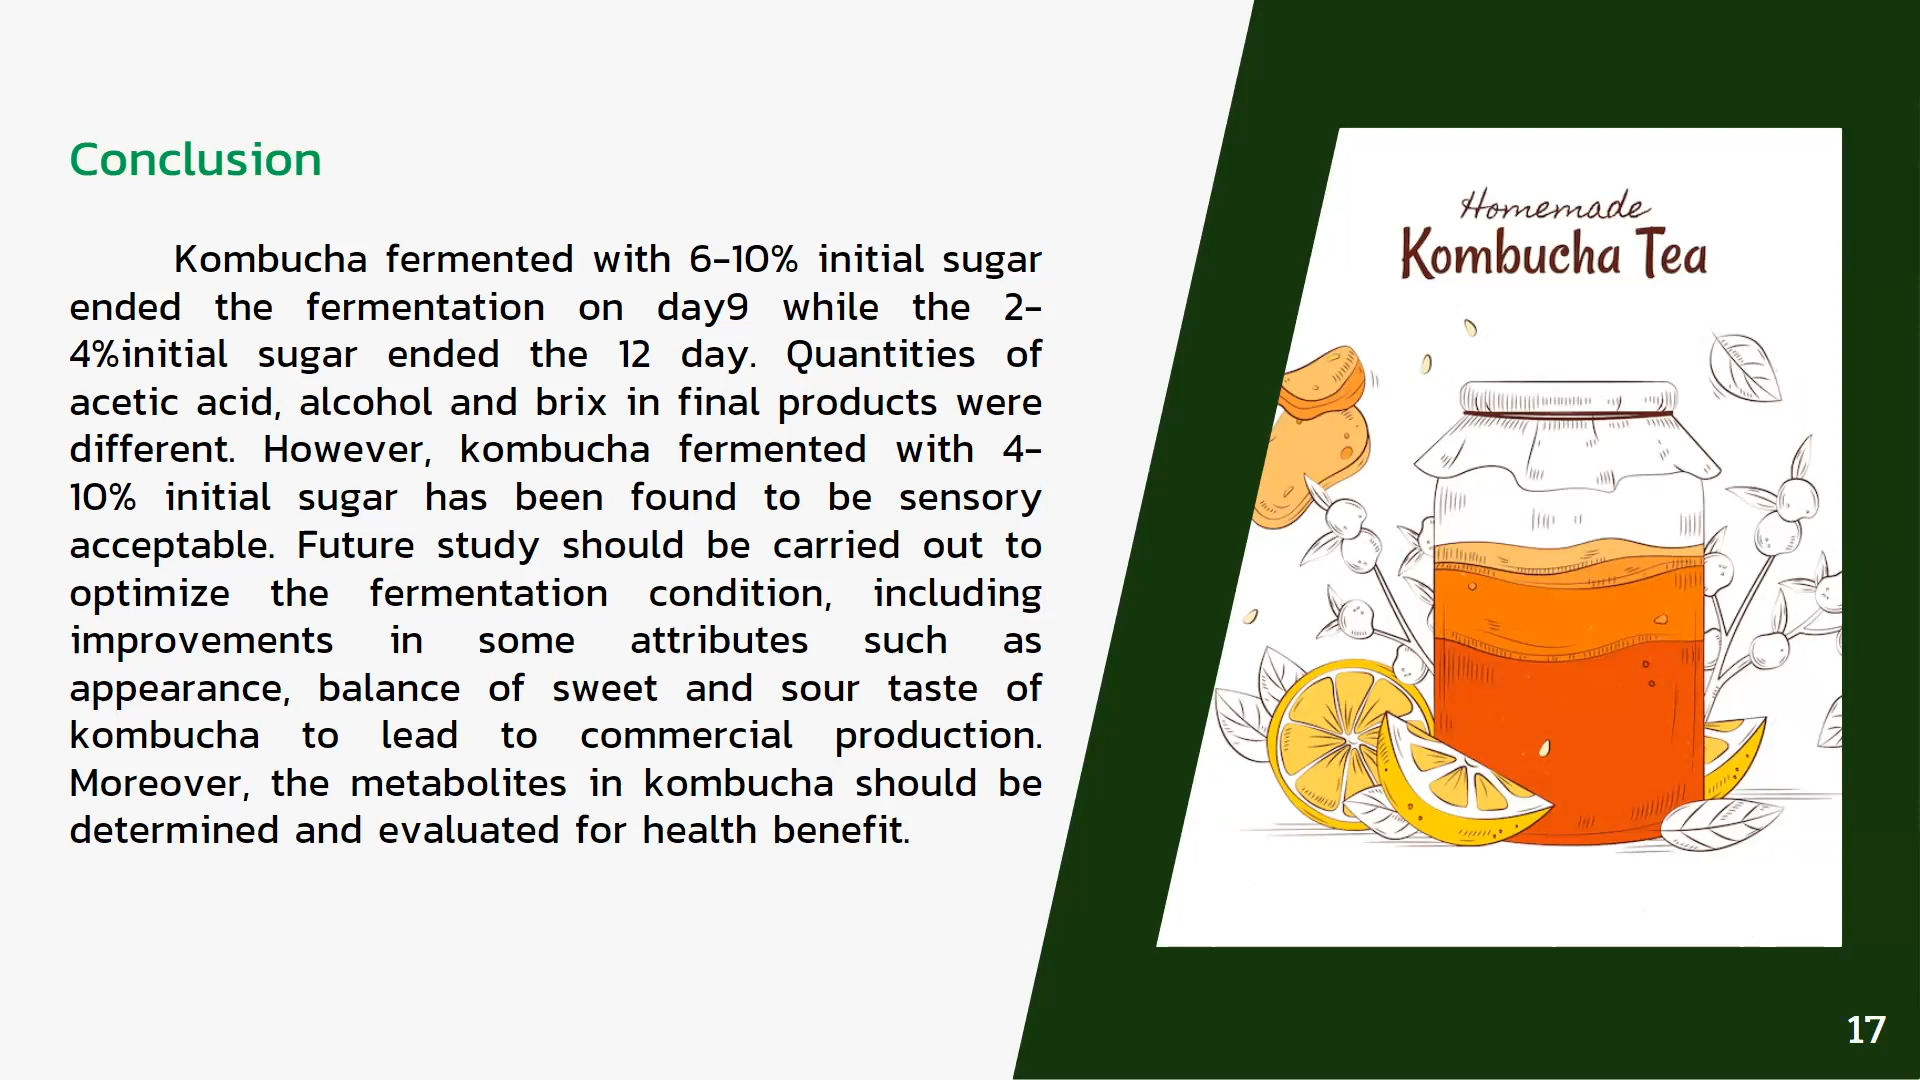 Conclusion
Kombucha fermented with 6-10% initial sugar
ended the fermentation on day9 while the 2-
4%initial sugar ended the 12 day. Quantities of
acetic acid, alcohol and brix in final products were
different. However, kombucha fermented with 4-
10% initial sugar has been found to be sensory
acceptable. Future study should be carried out to
optimize the fermentation condition, including
improvements in some attributes such as
appearance, balance of sweet and sour taste of
kombucha to lead to commercial production.
Moreover, the metabolites in kombucha should be
determined and evaluated for health benefit.
Homemade
Kombucha Tea
17